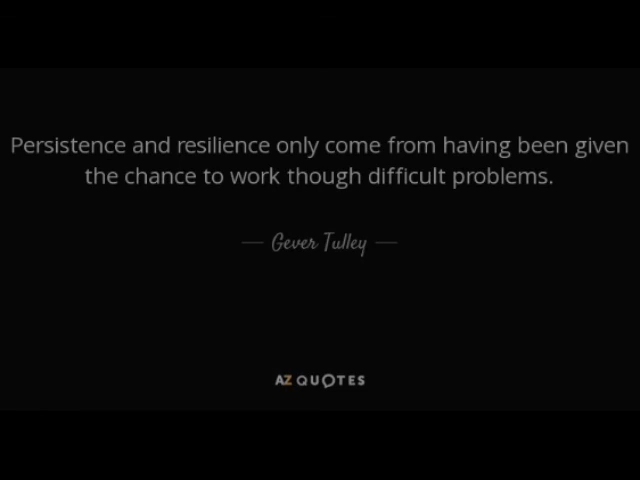 Persistence and resilience only come from having been given
the chance to work though difficult problems.
— Gever Tulley —
AZ QUOTES